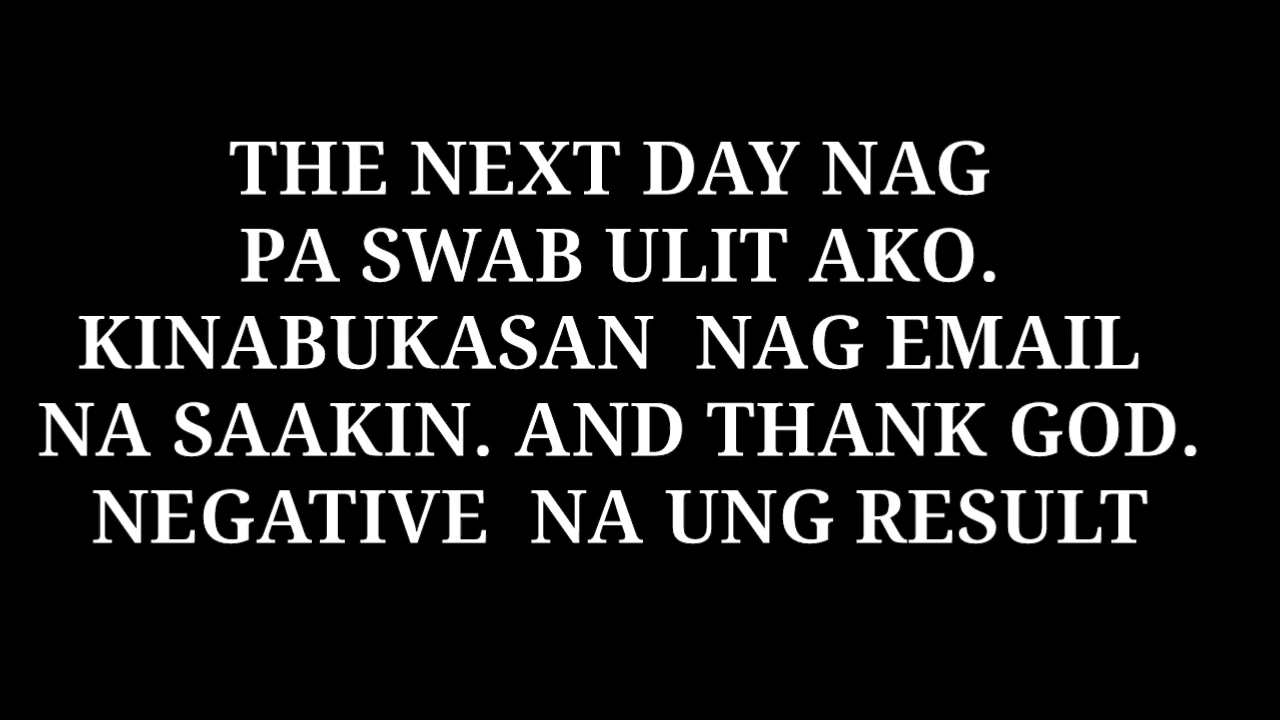 THE NEXT DAY NAG
PA SWAB ULIT AKO.
KINABUKASAN  NAG EMAIL
NA SAAKIN. AND THANK GOD.
NEGATIVE  NA UNG RESULT